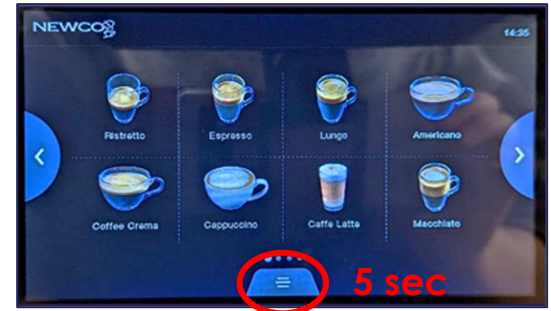 NEWCO
14:35
Ristretto Espresso Lungo Americano
Coffee Crema Cappuccino Caffe Latte Macchiato
5 sec